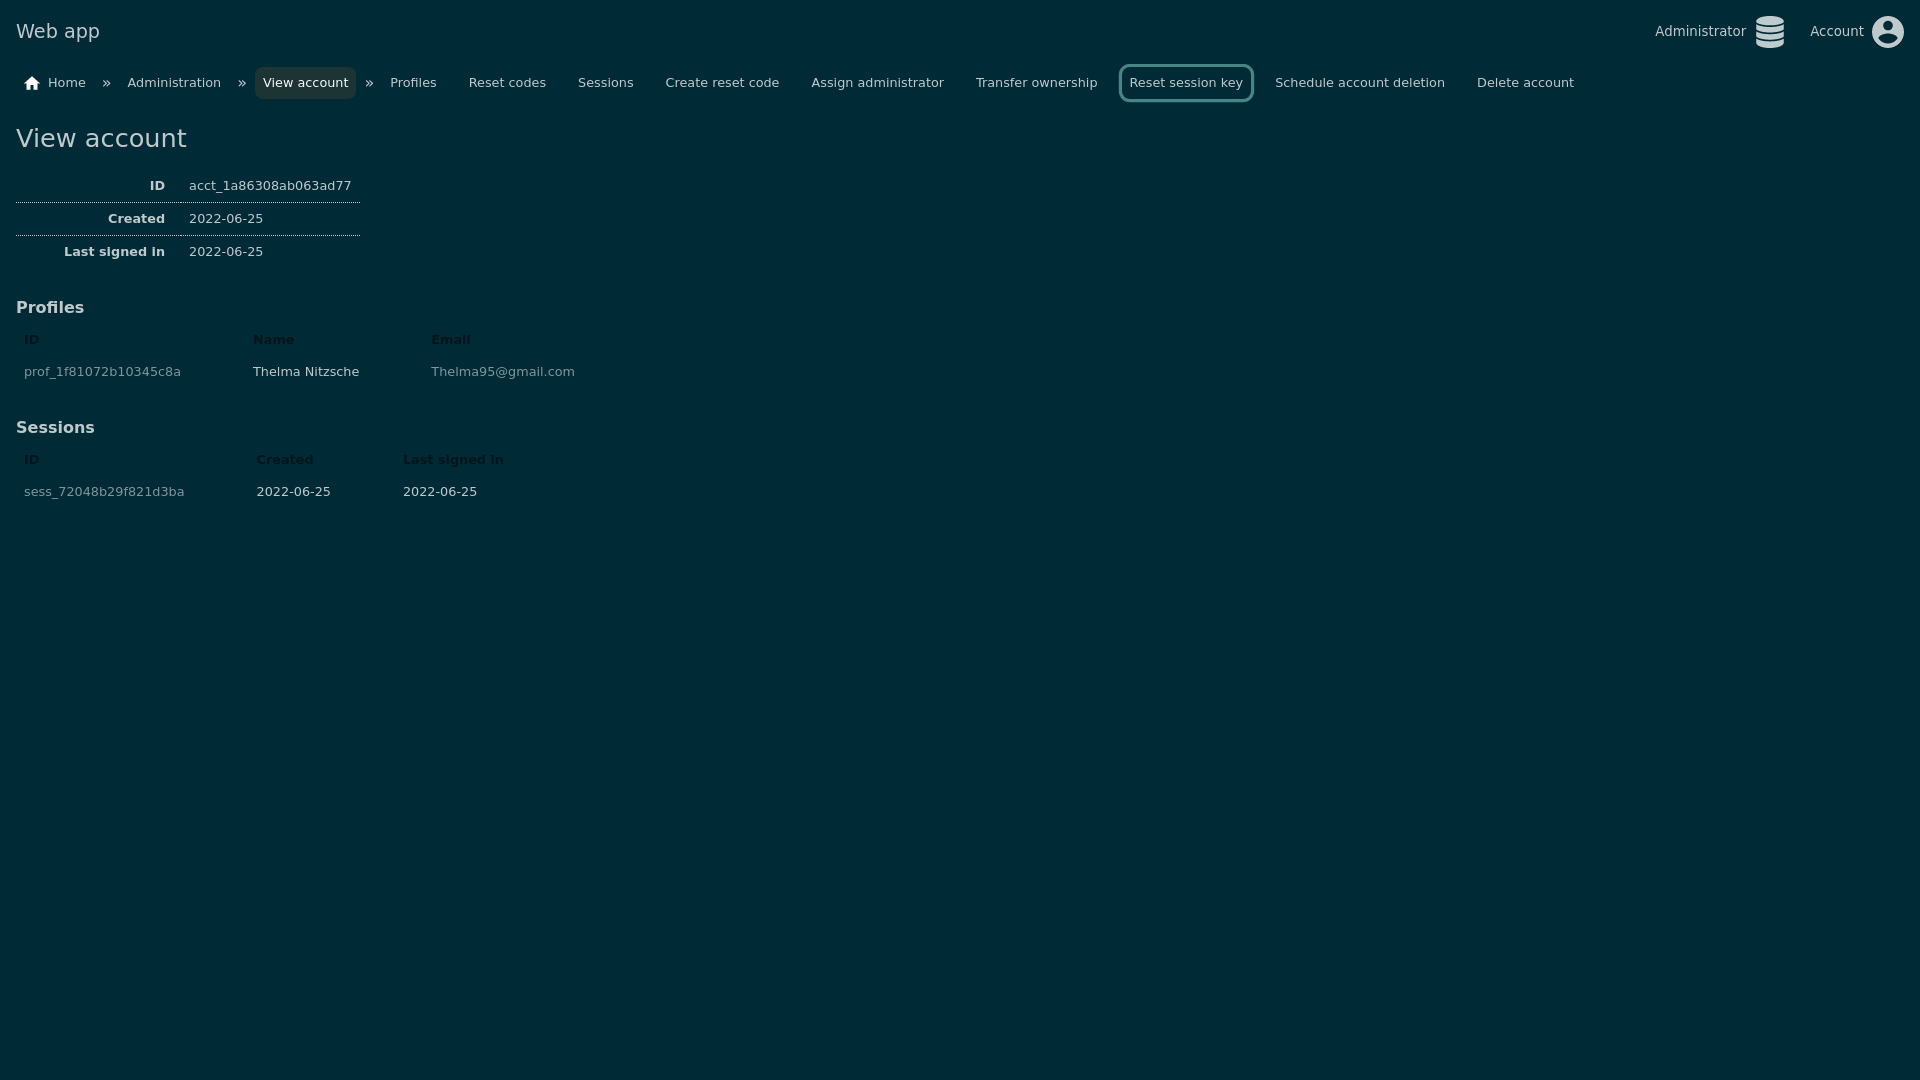 Web app
Administrator Account
Home » Administration » View account » Profiles Reset codes Sessions Create reset code Assign administrator Transfer ownership Reset session key Schedule account deletion Delete account
View account
ID acct_1a86308ab063ad77
Created 2022-06-25
Last signed in 2022-06-25
Profiles
ID Name Email
prof_1f81072b10345c8a Thelma Nitzsche Thelma95@gmail.com
Sessions
ID Created Last signed in
sess_72048b29f821d3ba 2022-06-25 2022-06-25